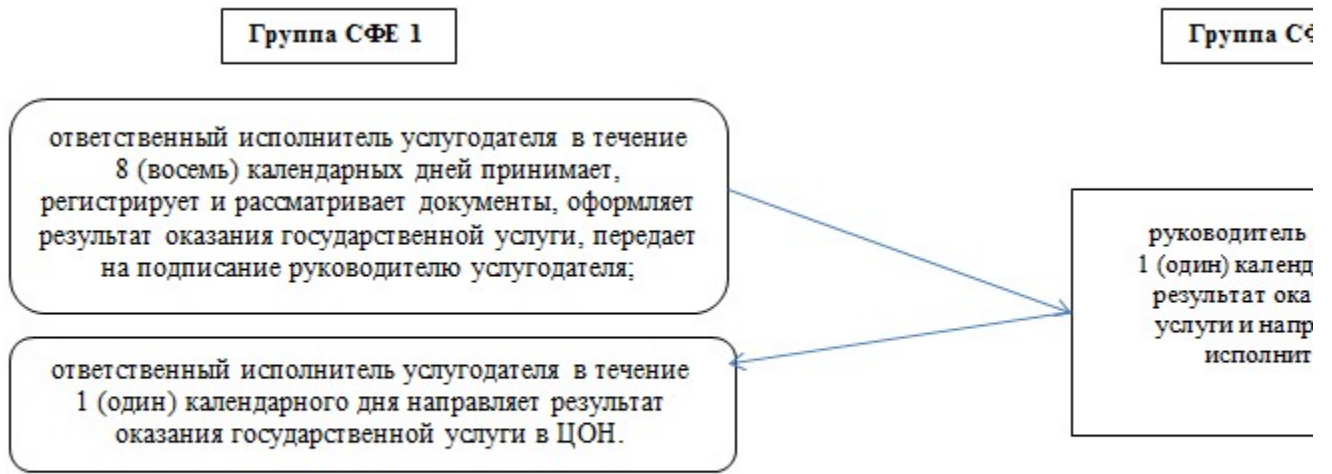 Группа СФЕ 1
Группа
ответственный исполнитель услугодателя в течение
8 (восемь) календарных дней принимает,
регистрирует и рассматривает документы, оформляет
результат оказания государственной услуги, передает
на подписание руководителю услугодателя;
руководитель
1 (один)
результат
услуги и
ответственный исполнитель услугодателя в течение
1 (один) календарного дня направляет результат
оказания государственной услуги в ЦОН.